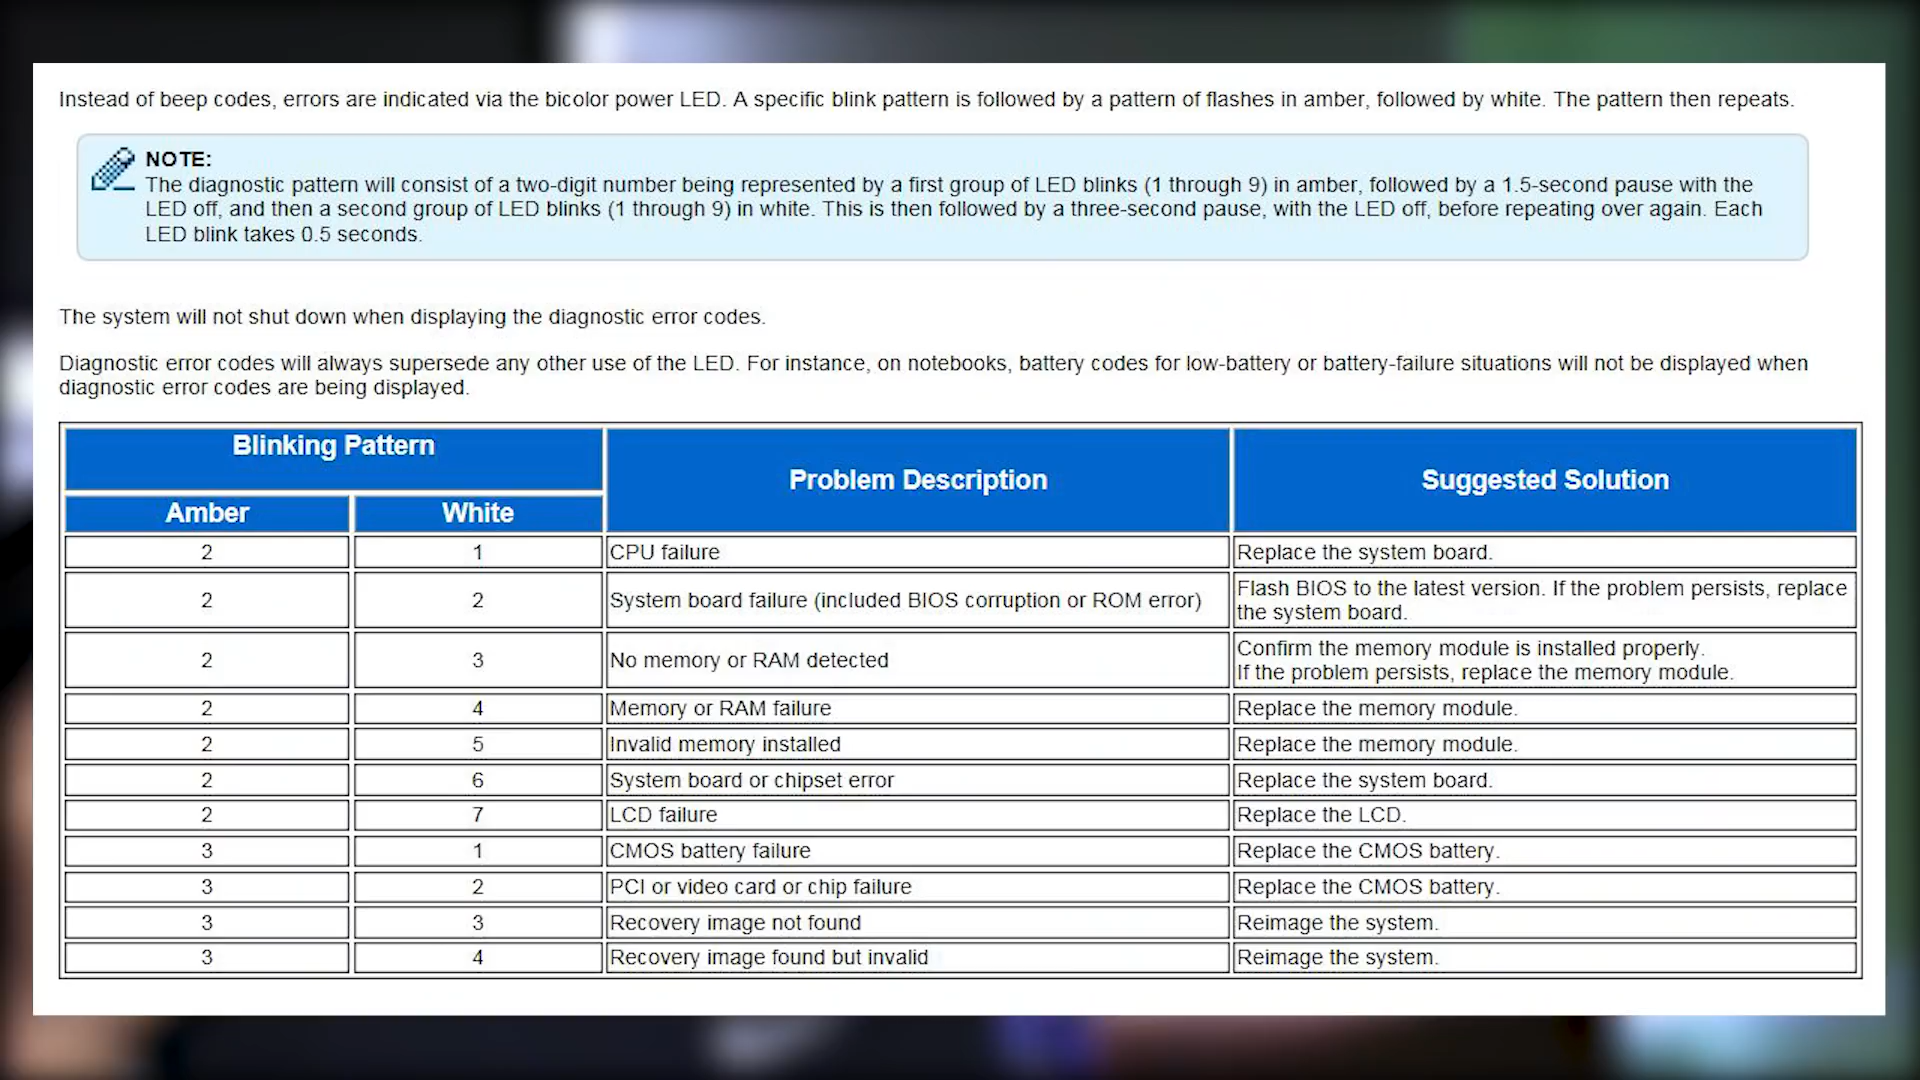 Instead of beep codes, errors are indicated via the bicolor power LED. A specific blink pattern is followed by a pattern of flashes in amber, followed by white. The pattern then repeats.
NOTE:
The diagnostic pattern will consist of a two-digit number being represented by a first group of LED blinks (1 through 9) in amber, followed by a 1.5-second pause with the
LED off, and then a second group of LED blinks (1 through 9) in white. This is then followed by a three-second pause, with the LED off, before repeating over again. Each
LED blink takes 0.5 seconds.
The system will not shut down when displaying the diagnostic error codes.
Diagnostic error codes will always supersede any other use of the LED. For instance, on notebooks, battery codes for low-battery or battery-failure situations will not be displayed when
diagnostic error codes are being displayed.
Blinking Pattern Problem Description Suggested Solution
Amber White
2 1 CPU failure Replace the system board.
2 2 System board failure (included BIOS corruption or ROM error) Flash BIOS to the latest version. If the problem persists, replace
the system board.
2 3 No memory or RAM detected Confirm the memory module is installed properly.
If the problem persists, replace the memory module.
2 4 Memory or RAM failure Replace the memory module.
2 5 Invalid memory installed Replace the memory module.
2 6 System board or chipset error Replace the system board.
2 7 LCD failure Replace the LCD.
3 1 CMOS battery failure Replace the CMOS battery.
3 2 PCI or video card or chip failure Replace the CMOS battery.
3 3 Recovery image not found Reimage the system.
3 4 Recovery image found but invalid Reimage the system.